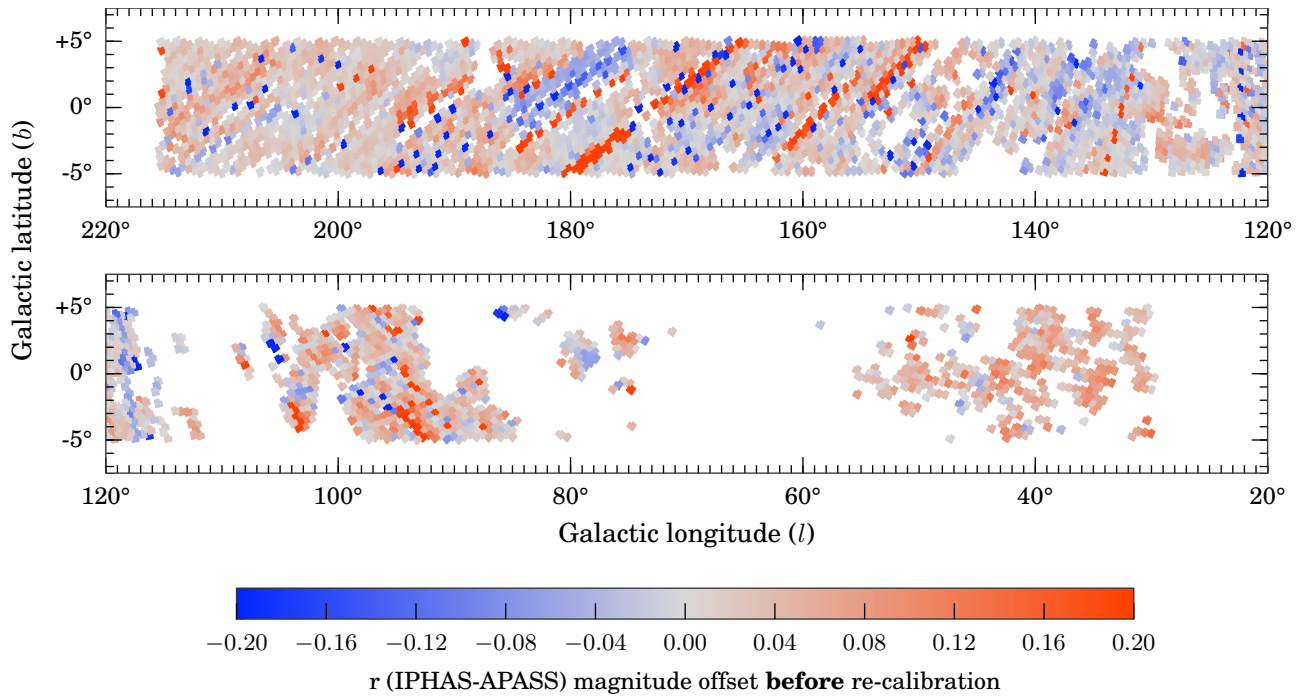 +5°
0°
-5°
220° 200° 180° 160° 140° 120°
Galactic latitude (b)
+5°
0°
-5°
120° 100° 80° 60° 40° 20°
Galactic longitude (l)
−0.20 −0.16 −0.12 −0.08 −0.04 0.00 0.04 0.08 0.12 0.16 0.20
r (IPHAS-APASS) magnitude offset before re-calibration